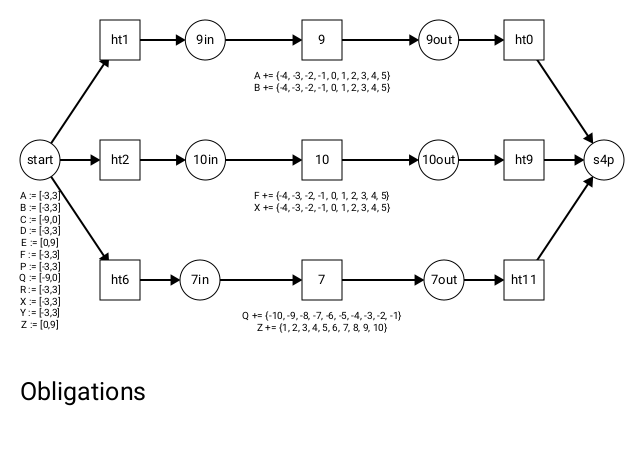 ht1 9in 9 9out ht0
A += {-4, -3, -2, -1, 0, 1, 2, 3, 4, 5}
B += {-4, -3, -2, -1, 0, 1, 2, 3, 4, 5}
start ht2 10in 10 10out ht9 s4p
F += {-4, -3, -2, -1, 0, 1, 2, 3, 4, 5}
X += {-4, -3, -2, -1, 0, 1, 2, 3, 4, 5}
A := [-3,3]
B := [-3,3]
C := [-9,0]
D := [-3,3]
E := [0,9]
F := [-3,3]
P := [-3,3]
Q := [-9,0]
R := [-3,3]
X := [-3,3]
Y := [-3,3]
Z := [0,9]
ht6 7in 7 7out ht11
Q += {-10, -9, -8, -7, -6, -5, -4, -3, -2, -1}
Z += {1, 2, 3, 4, 5, 6, 7, 8, 9, 10}
Obligations